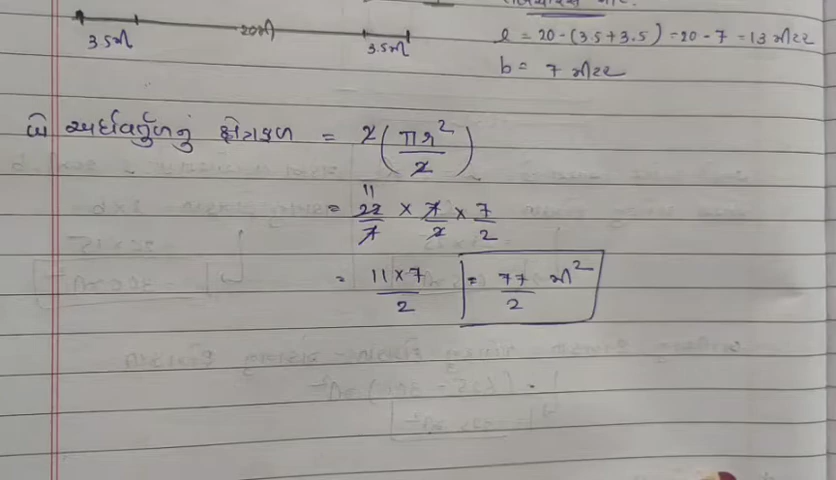 3.5મી 20મી 3.5મી
l = 20 - (3.5 + 3.5) = 20 - 7 = 13 મીટર
b = 7 મીટર
બે અર્ધવર્તુળનું ક્ષેત્રફળ = 2(πr²/2)
= 22/7 × 7/2 × 7/2
11
= 11×7/2 = 77/2 મી²